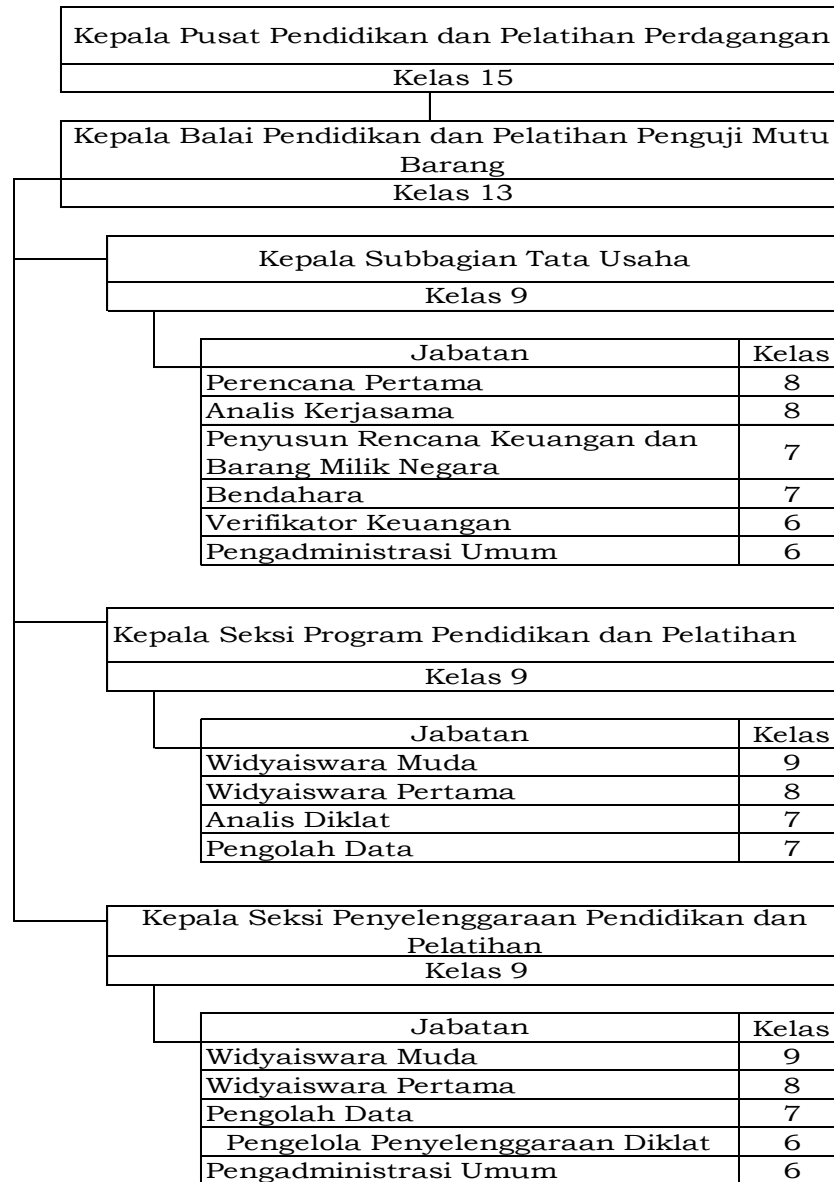 Kepala Pusat Pendidikan dan Pelatihan Perdagangan
Kelas 15
Kepala Balai Pendidikan dan Pelatihan Penguji Mutu
Barang
Kelas 13
Kepala Subbagian Tata Usaha
Kelas 9
Jabatan Kelas
Perencana Pertama 8
Analis Kerjasama 8
Penyusun Rencana Keuangan dan
Barang Milik Negara 7
Bendahara 7
Verifikator Keuangan 6
Pengadministrasi Umum 6
Kepala Seksi Program Pendidikan dan Pelatihan
Kelas 9
Jabatan Kelas
Widyaiswara Muda 9
Widyaiswara Pertama 8
Analis Diklat 7
Pengolah Data 7
Kepala Seksi Penyelenggaraan Pendidikan dan
Pelatihan
Kelas 9
Jabatan Kelas
Widyaiswara Muda 9
Widyaiswara Pertama 8
Pengolah Data 7
Pengelola Penyelenggaraan Diklat 6
Pengadministrasi Umum 6